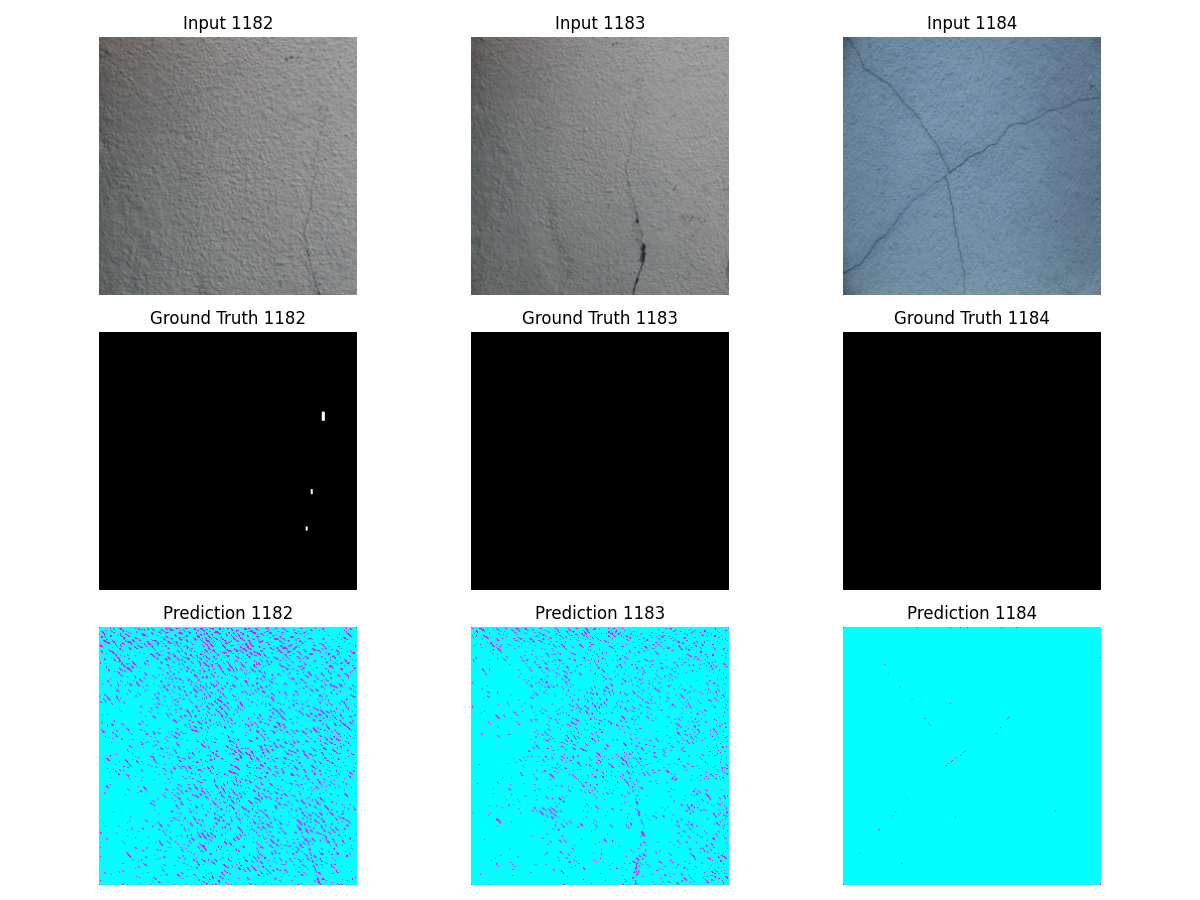 Input 1182
Input 1183
Input 1184
Ground Truth 1182
Ground Truth 1183
Ground Truth 1184
Prediction 1182
Prediction 1183
Prediction 1184